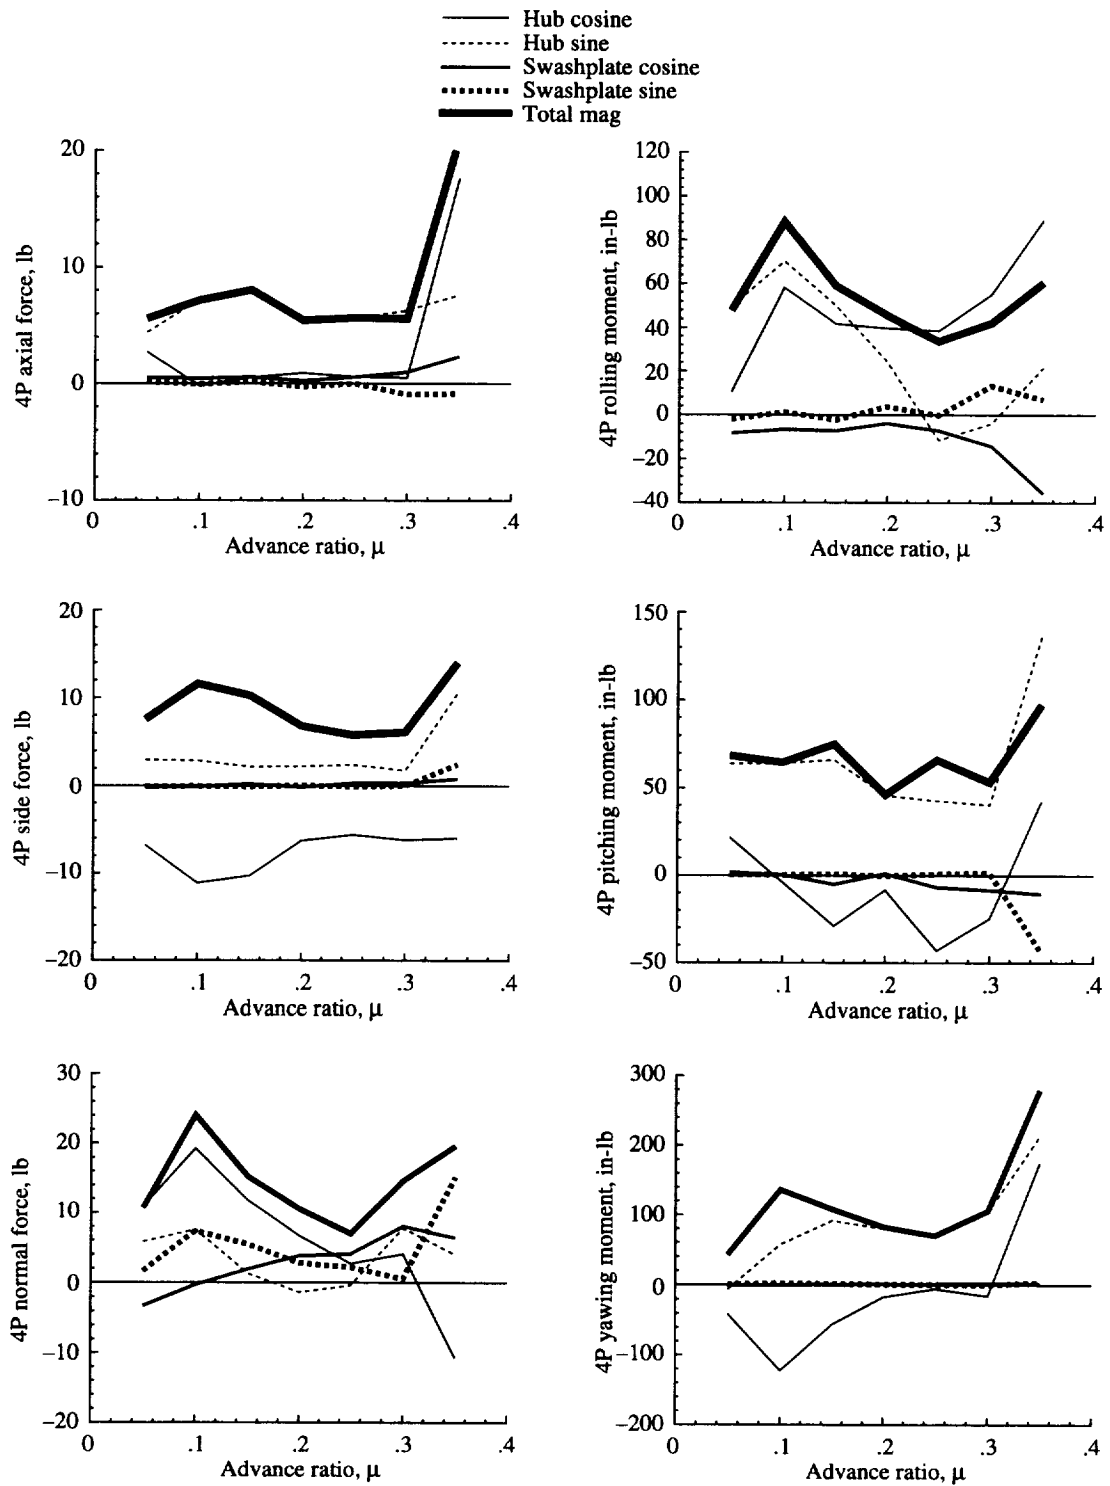 Hub cosine
Hub sine
Swashplate cosine
Swashplate sine
Total mag
20
10
0
–10
4P axial force, lb
0 .1 .2 .3 .4
Advance ratio, μ
120
100
80
60
40
20
0
–20
–40
4P rolling moment, in-lb
0 .1 .2 .3 .4
Advance ratio, μ
20
10
0
–10
–20
4P side force, lb
0 .1 .2 .3 .4
Advance ratio, μ
150
100
50
0
–50
4P pitching moment, in-lb
0 .1 .2 .3 .4
Advance ratio, μ
30
20
10
0
–10
–20
4P normal force, lb
0 .1 .2 .3 .4
Advance ratio, μ
300
200
100
0
–100
–200
4P yawing moment, in-lb
0 .1 .2 .3 .4
Advance ratio, μ